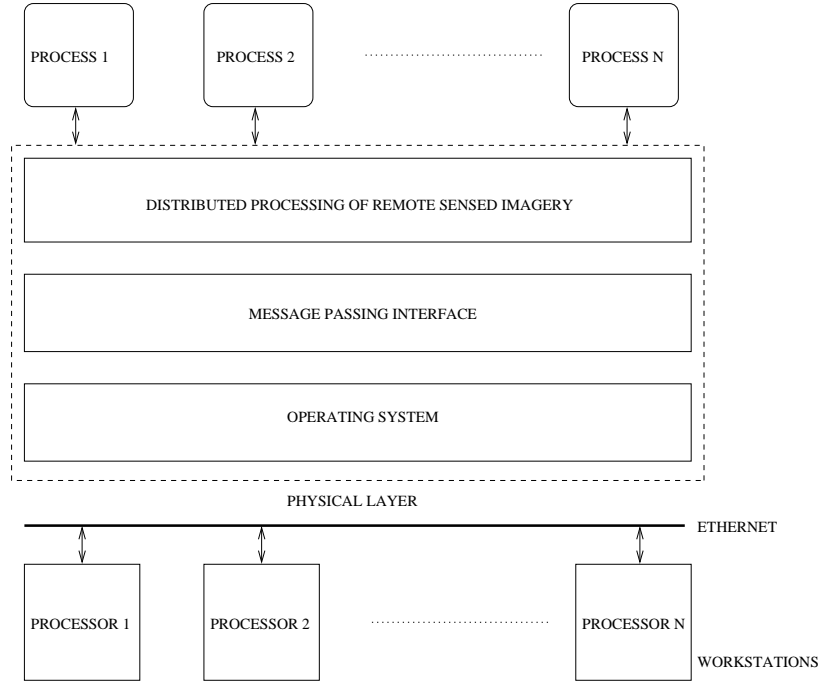 PROCESS 1
PROCESS 2
PROCESS N
DISTRIBUTED PROCESSING OF REMOTE SENSED IMAGERY
MESSAGE PASSING INTERFACE
OPERATING SYSTEM
PHYSICAL LAYER
ETHERNET
PROCESSOR 1
PROCESSOR 2
PROCESSOR N
WORKSTATIONS